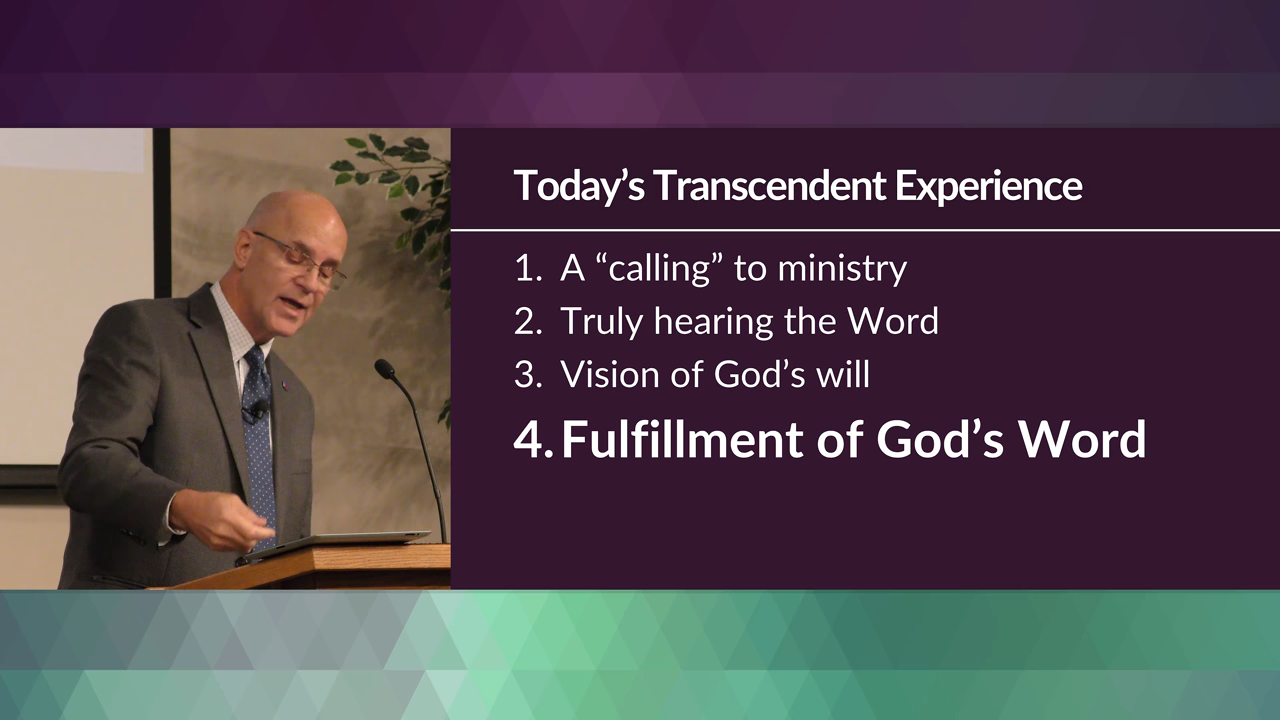 Today’s Transcendent Experience
1. A “calling” to ministry
2. Truly hearing the Word
3. Vision of God’s will
4. Fulfillment of God’s Word